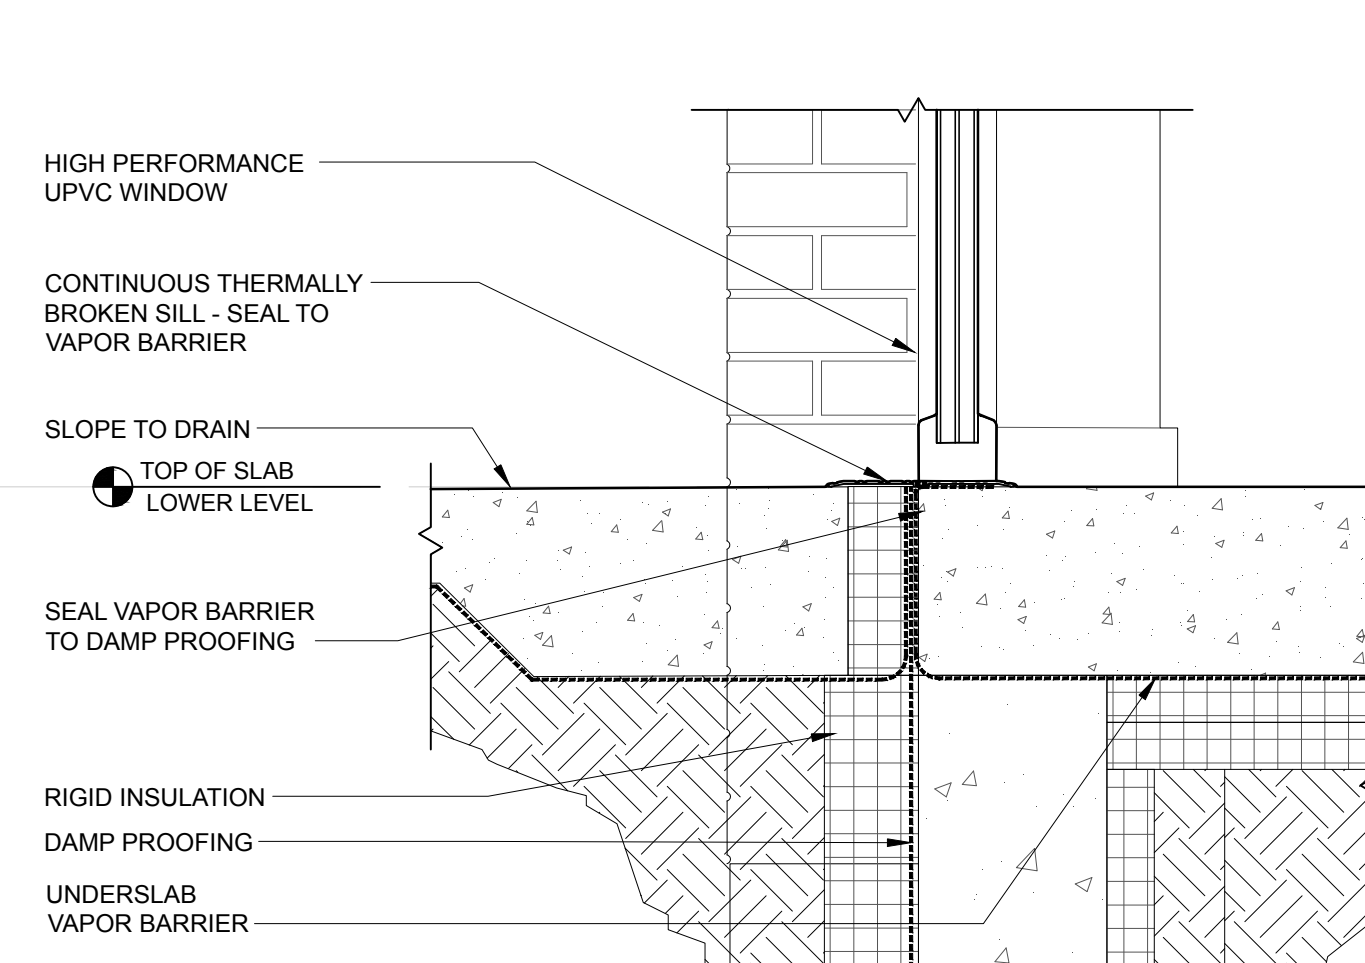 HIGH PERFORMANCE
UPVC WINDOW
CONTINUOUS THERMALLY
BROKEN SILL - SEAL TO
VAPOR BARRIER
SLOPE TO DRAIN
TOP OF SLAB
LOWER LEVEL
SEAL VAPOR BARRIER
TO DAMP PROOFING
RIGID INSULATION
DAMP PROOFING
UNDERSLAB
VAPOR BARRIER